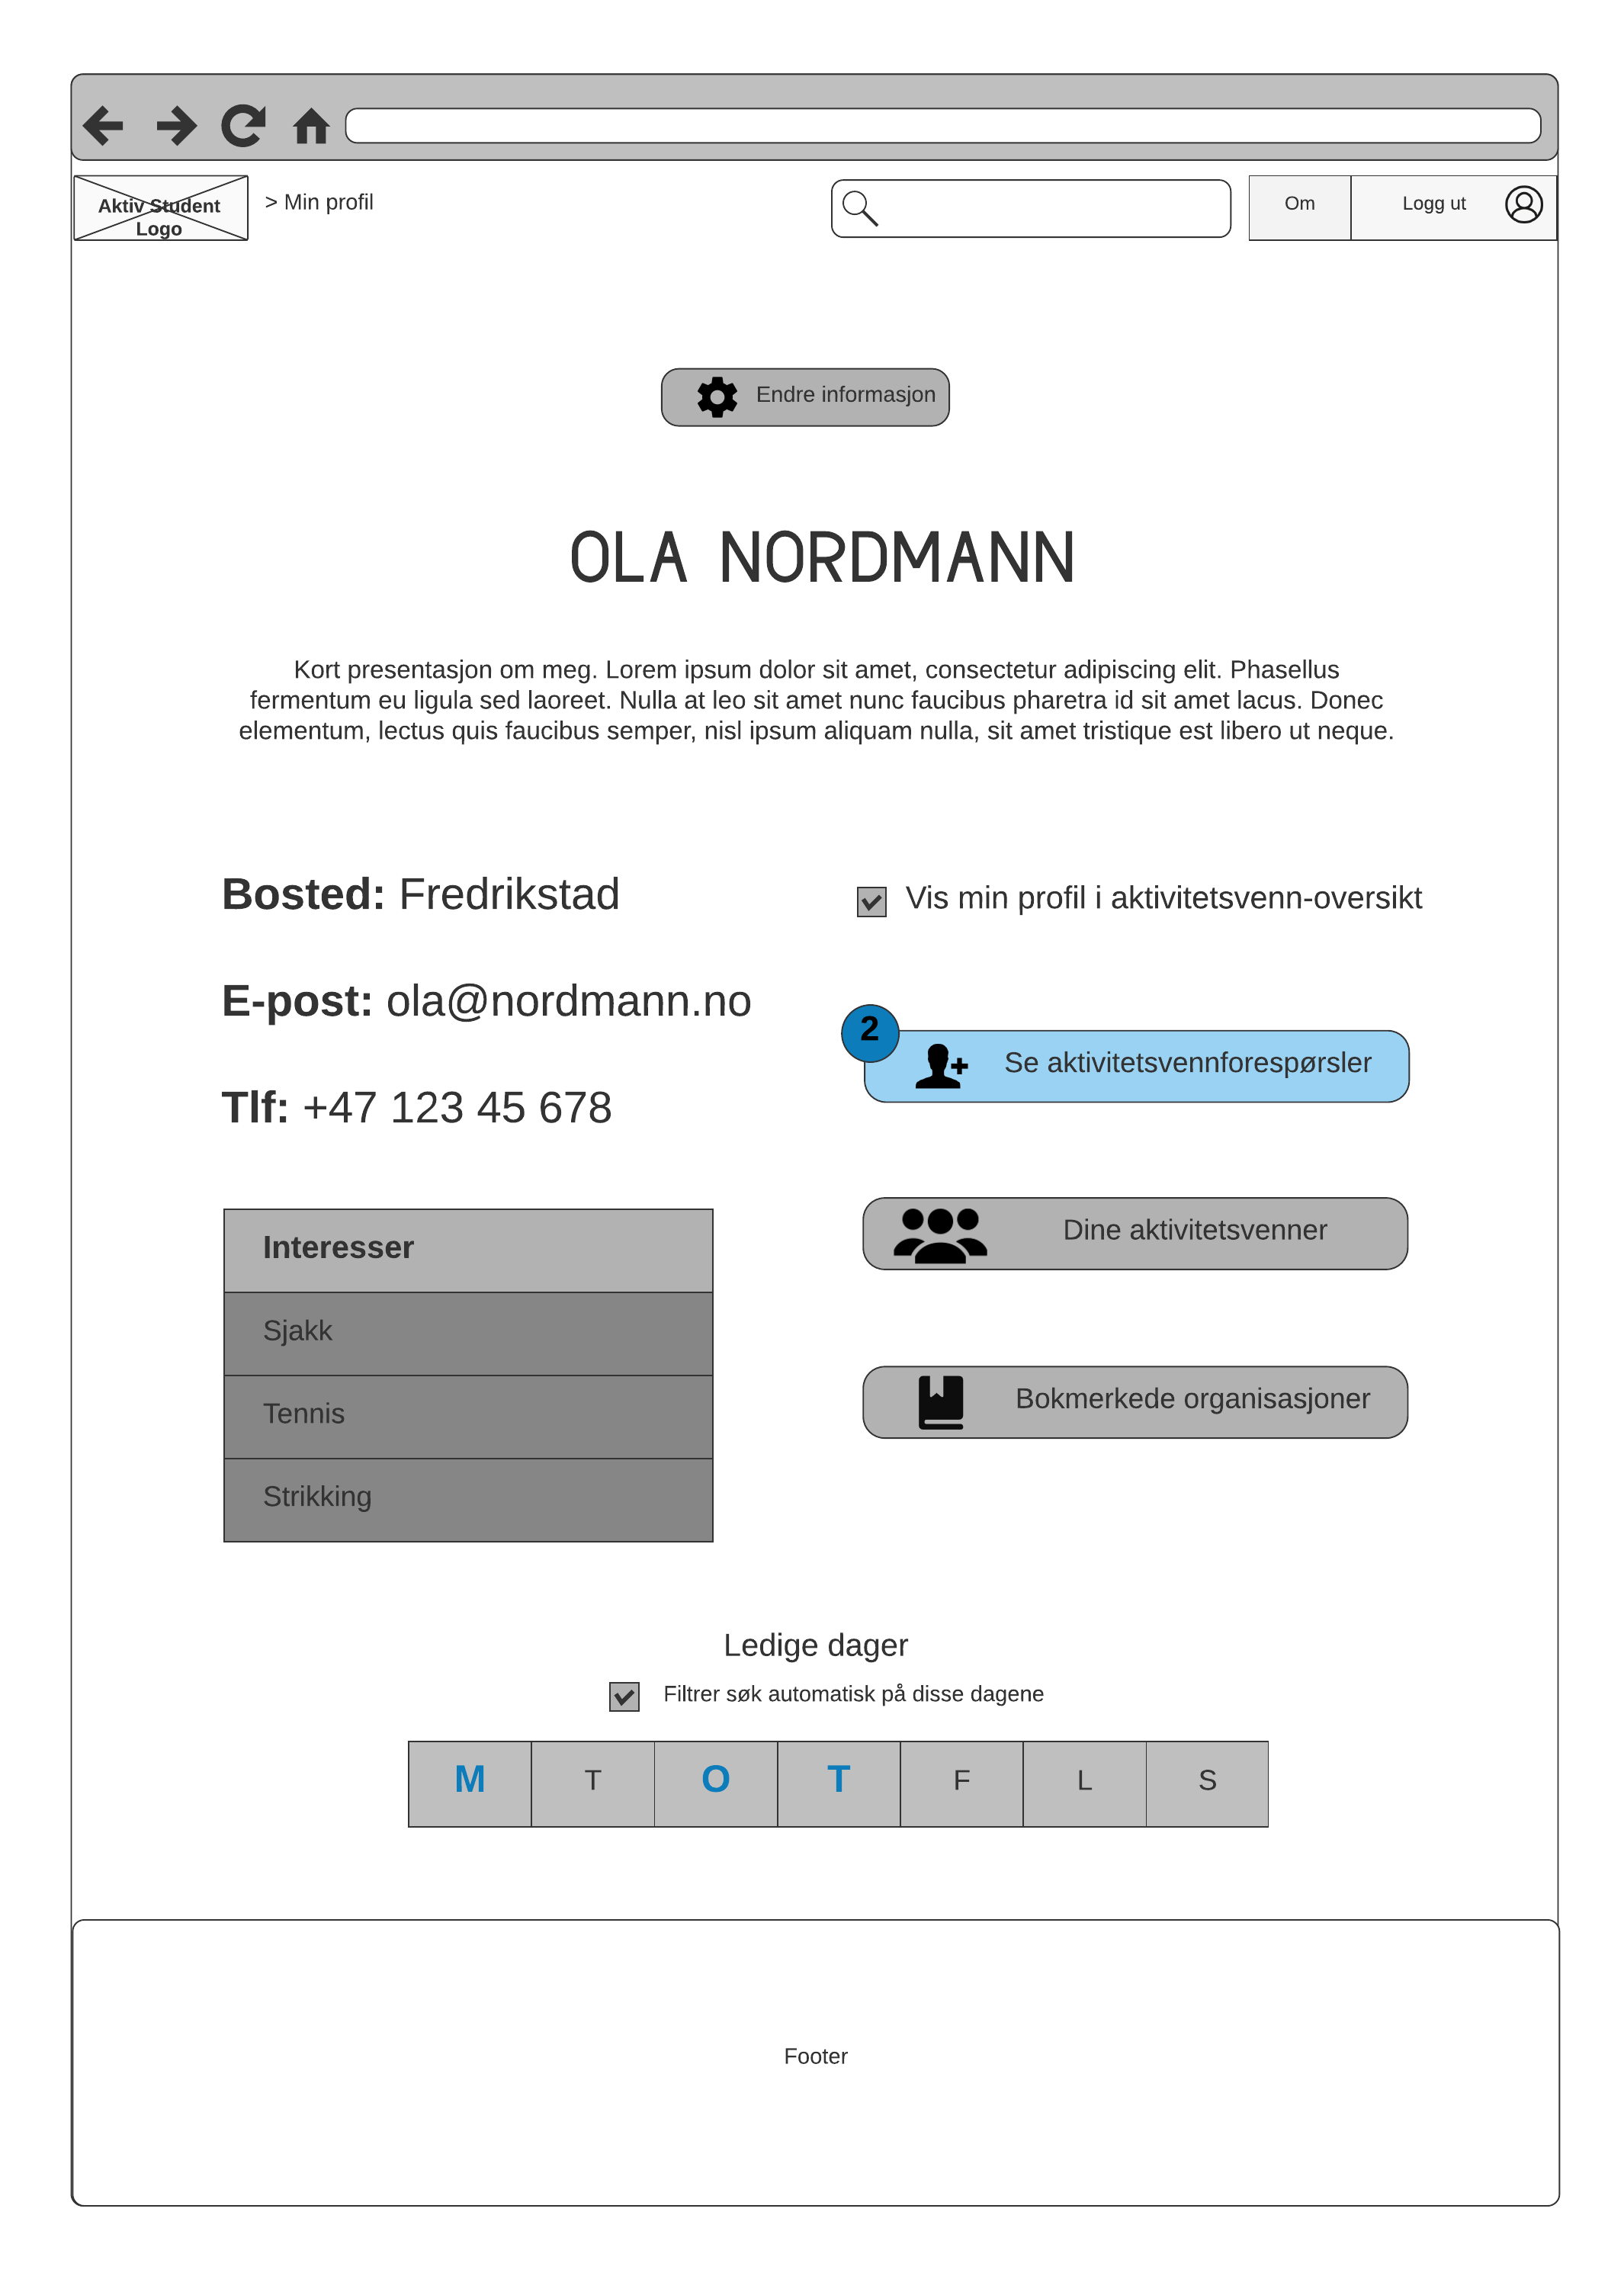 Aktiv Student
Logo
> Min profil
Om
Logg ut
Endre informasjon
OLA NORDMANN
Kort presentasjon om meg. Lorem ipsum dolor sit amet, consectetur adipiscing elit. Phasellus
fermentum eu ligula sed laoreet. Nulla at leo sit amet nunc faucibus pharetra id sit amet lacus. Donec
elementum, lectus quis faucibus semper, nisl ipsum aliquam nulla, sit amet tristique est libero ut neque.
Bosted: Fredrikstad
E-post: ola@nordmann.no
Tlf: +47 123 45 678
Interesser
Sjakk
Tennis
Strikking
Vis min profil i aktivitetsvenn-oversikt
2
Se aktivitetsvennforespørsler
Dine aktivitetsvenner
Bokmerkede organisasjoner
Ledige dager
Filtrer søk automatisk på disse dagene
M T O T F L S
Footer